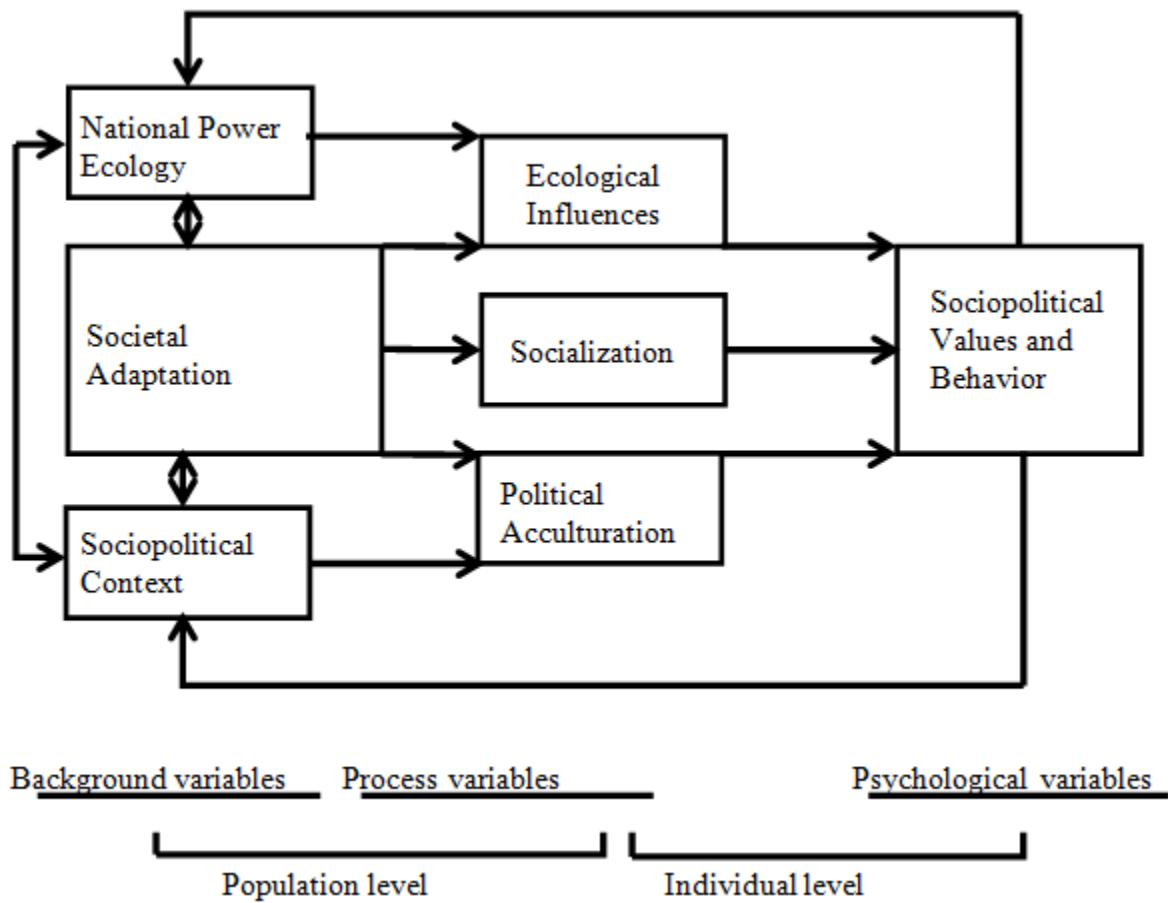 National Power
Ecology
Ecological
Influences
Societal
Adaptation
Socialization
Sociopolitical
Values and
Behavior
Political
Acculturation
Sociopolitical
Context
Background variables
Process variables
Psychological variables
Population level
Individual level